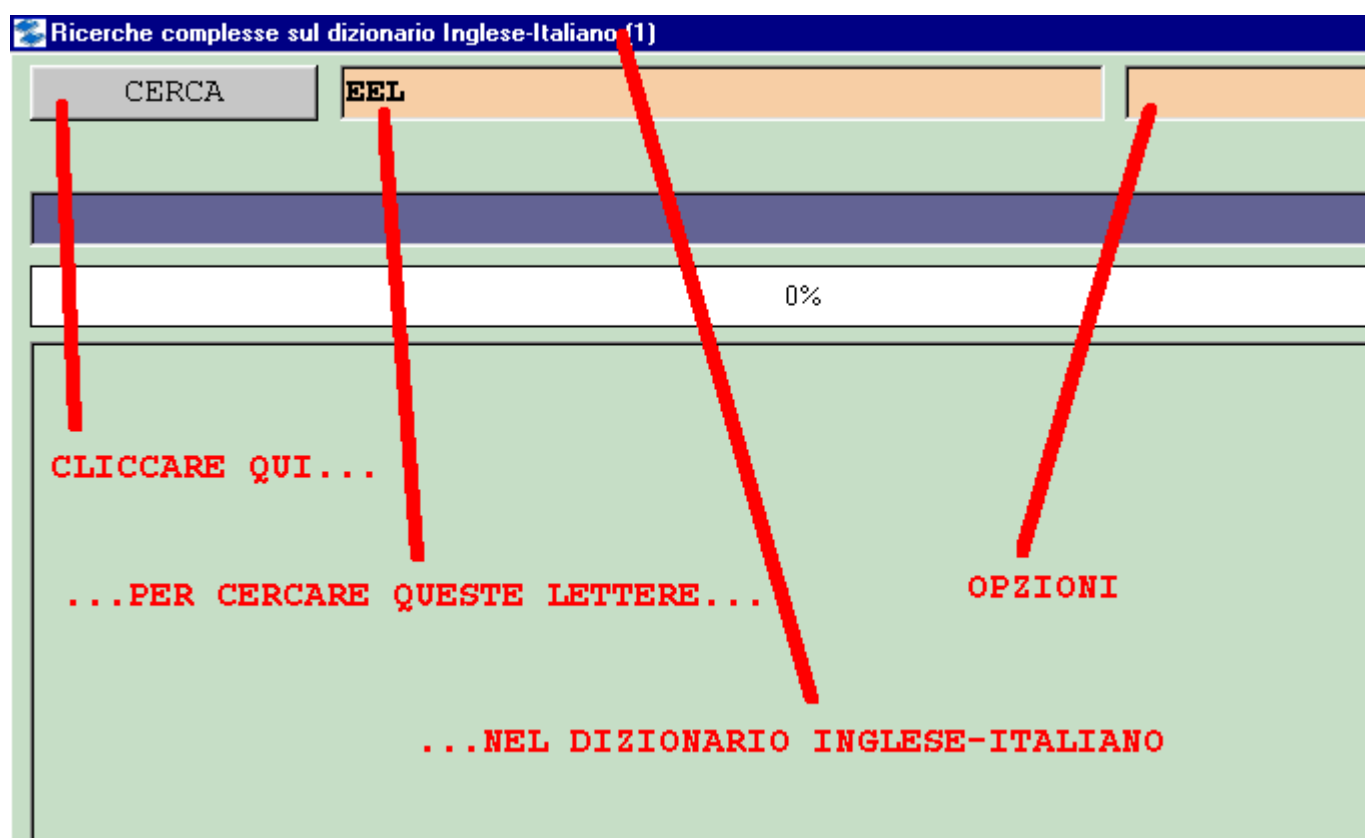 Ricerche complesse sul dizionario Inglese-Italiano (1)
CERCA
EEL
0%
CLICCARE QUI...
...PER CERCARE QUESTE LETTERE...
OPZIONI
...NEL DIZIONARIO INGLESE-ITALIANO